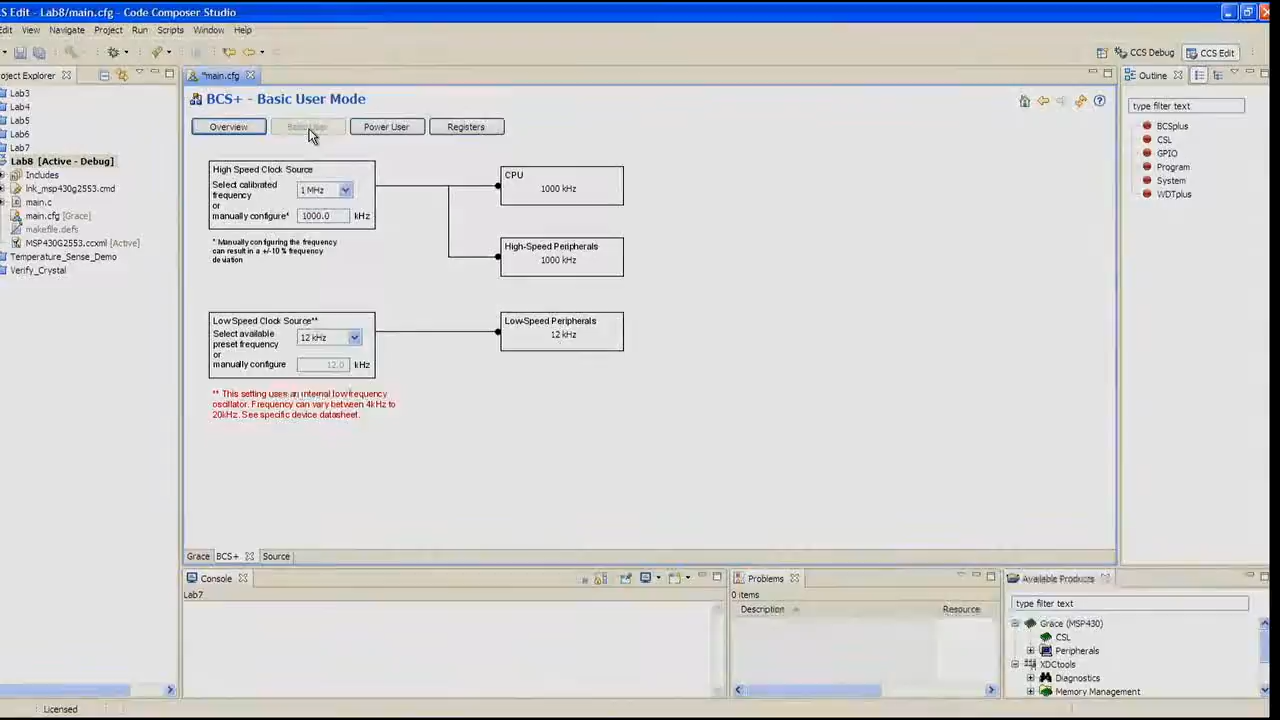 S Edit - Lab8/main.cfg - Code Composer Studio
Edit View Navigate Project Run Scripts Window Help
CCS Debug CCS Edit
oject Explorer
*main.cfg
Outline
BCS+ - Basic User Mode
type filter text
Overview Power User Registers
Lab3
Lab4
Lab5
Lab6
Lab7
Lab8 [Active - Debug]
Includes
lnk_msp430g2553.cmd
main.c
main.cfg [Grace]
makefile.defs
MSP430G2553.ccxml [Active]
Temperature_Sense_Demo
Verify_Crystal
High Speed Clock Source
Select calibrated
frequency
or
manually configure*
1 MHz
1000.0 kHz
* Manually configuring the frequency
can result in a +/-10 % frequency
deviation
CPU
1000 kHz
High-Speed Peripherals
1000 kHz
Low Speed Clock Source**
Select available
preset frequency
or
manually configure
12 kHz
12.0 kHz
** This setting uses an internal low frequency
oscillator. Frequency can vary between 4kHz to
20kHz. See specific device datasheet.
Low-Speed Peripherals
12 kHz
BCSplus
CSL
GPIO
Program
System
WDTplus
Grace BCS+ Source
Console
Lab7
Problems
0 items
Description Resource
Available Products
type filter text
Grace (MSP430)
CSL
Peripherals
XDCtools
Diagnostics
Memory Management
Licensed